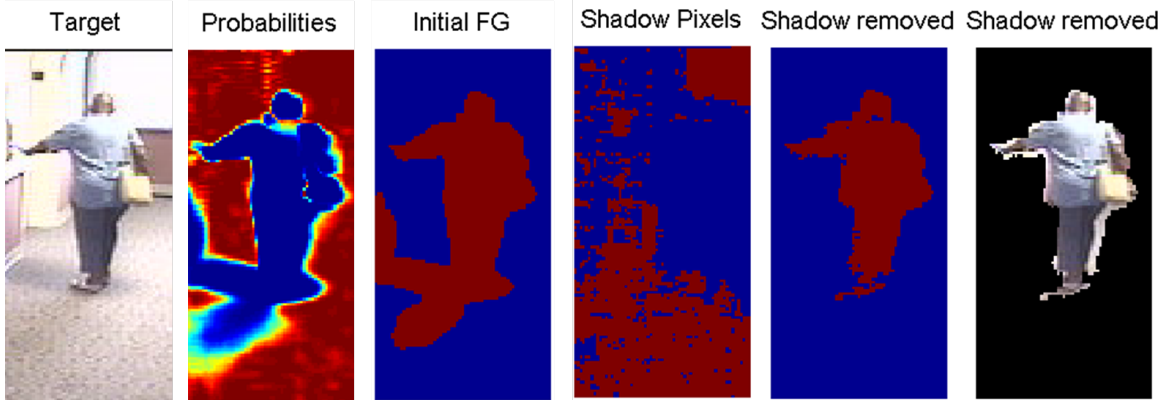 Target
Probabilities
Initial FG
Shadow Pixels
Shadow removed
Shadow removed